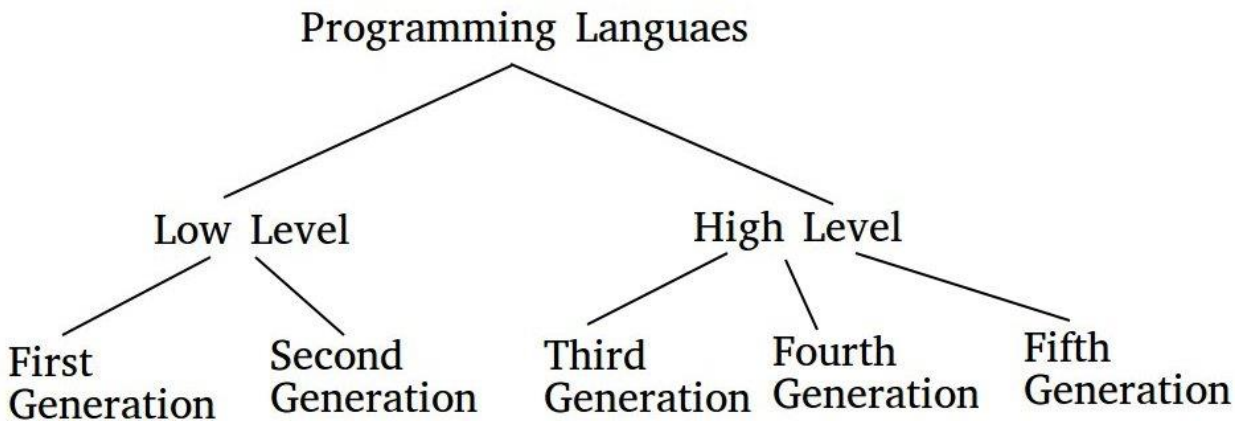 Programming Languaes
Low Level
High Level
First
Generation
Second
Generation
Third
Generation
Fourth
Generation
Fifth
Generation